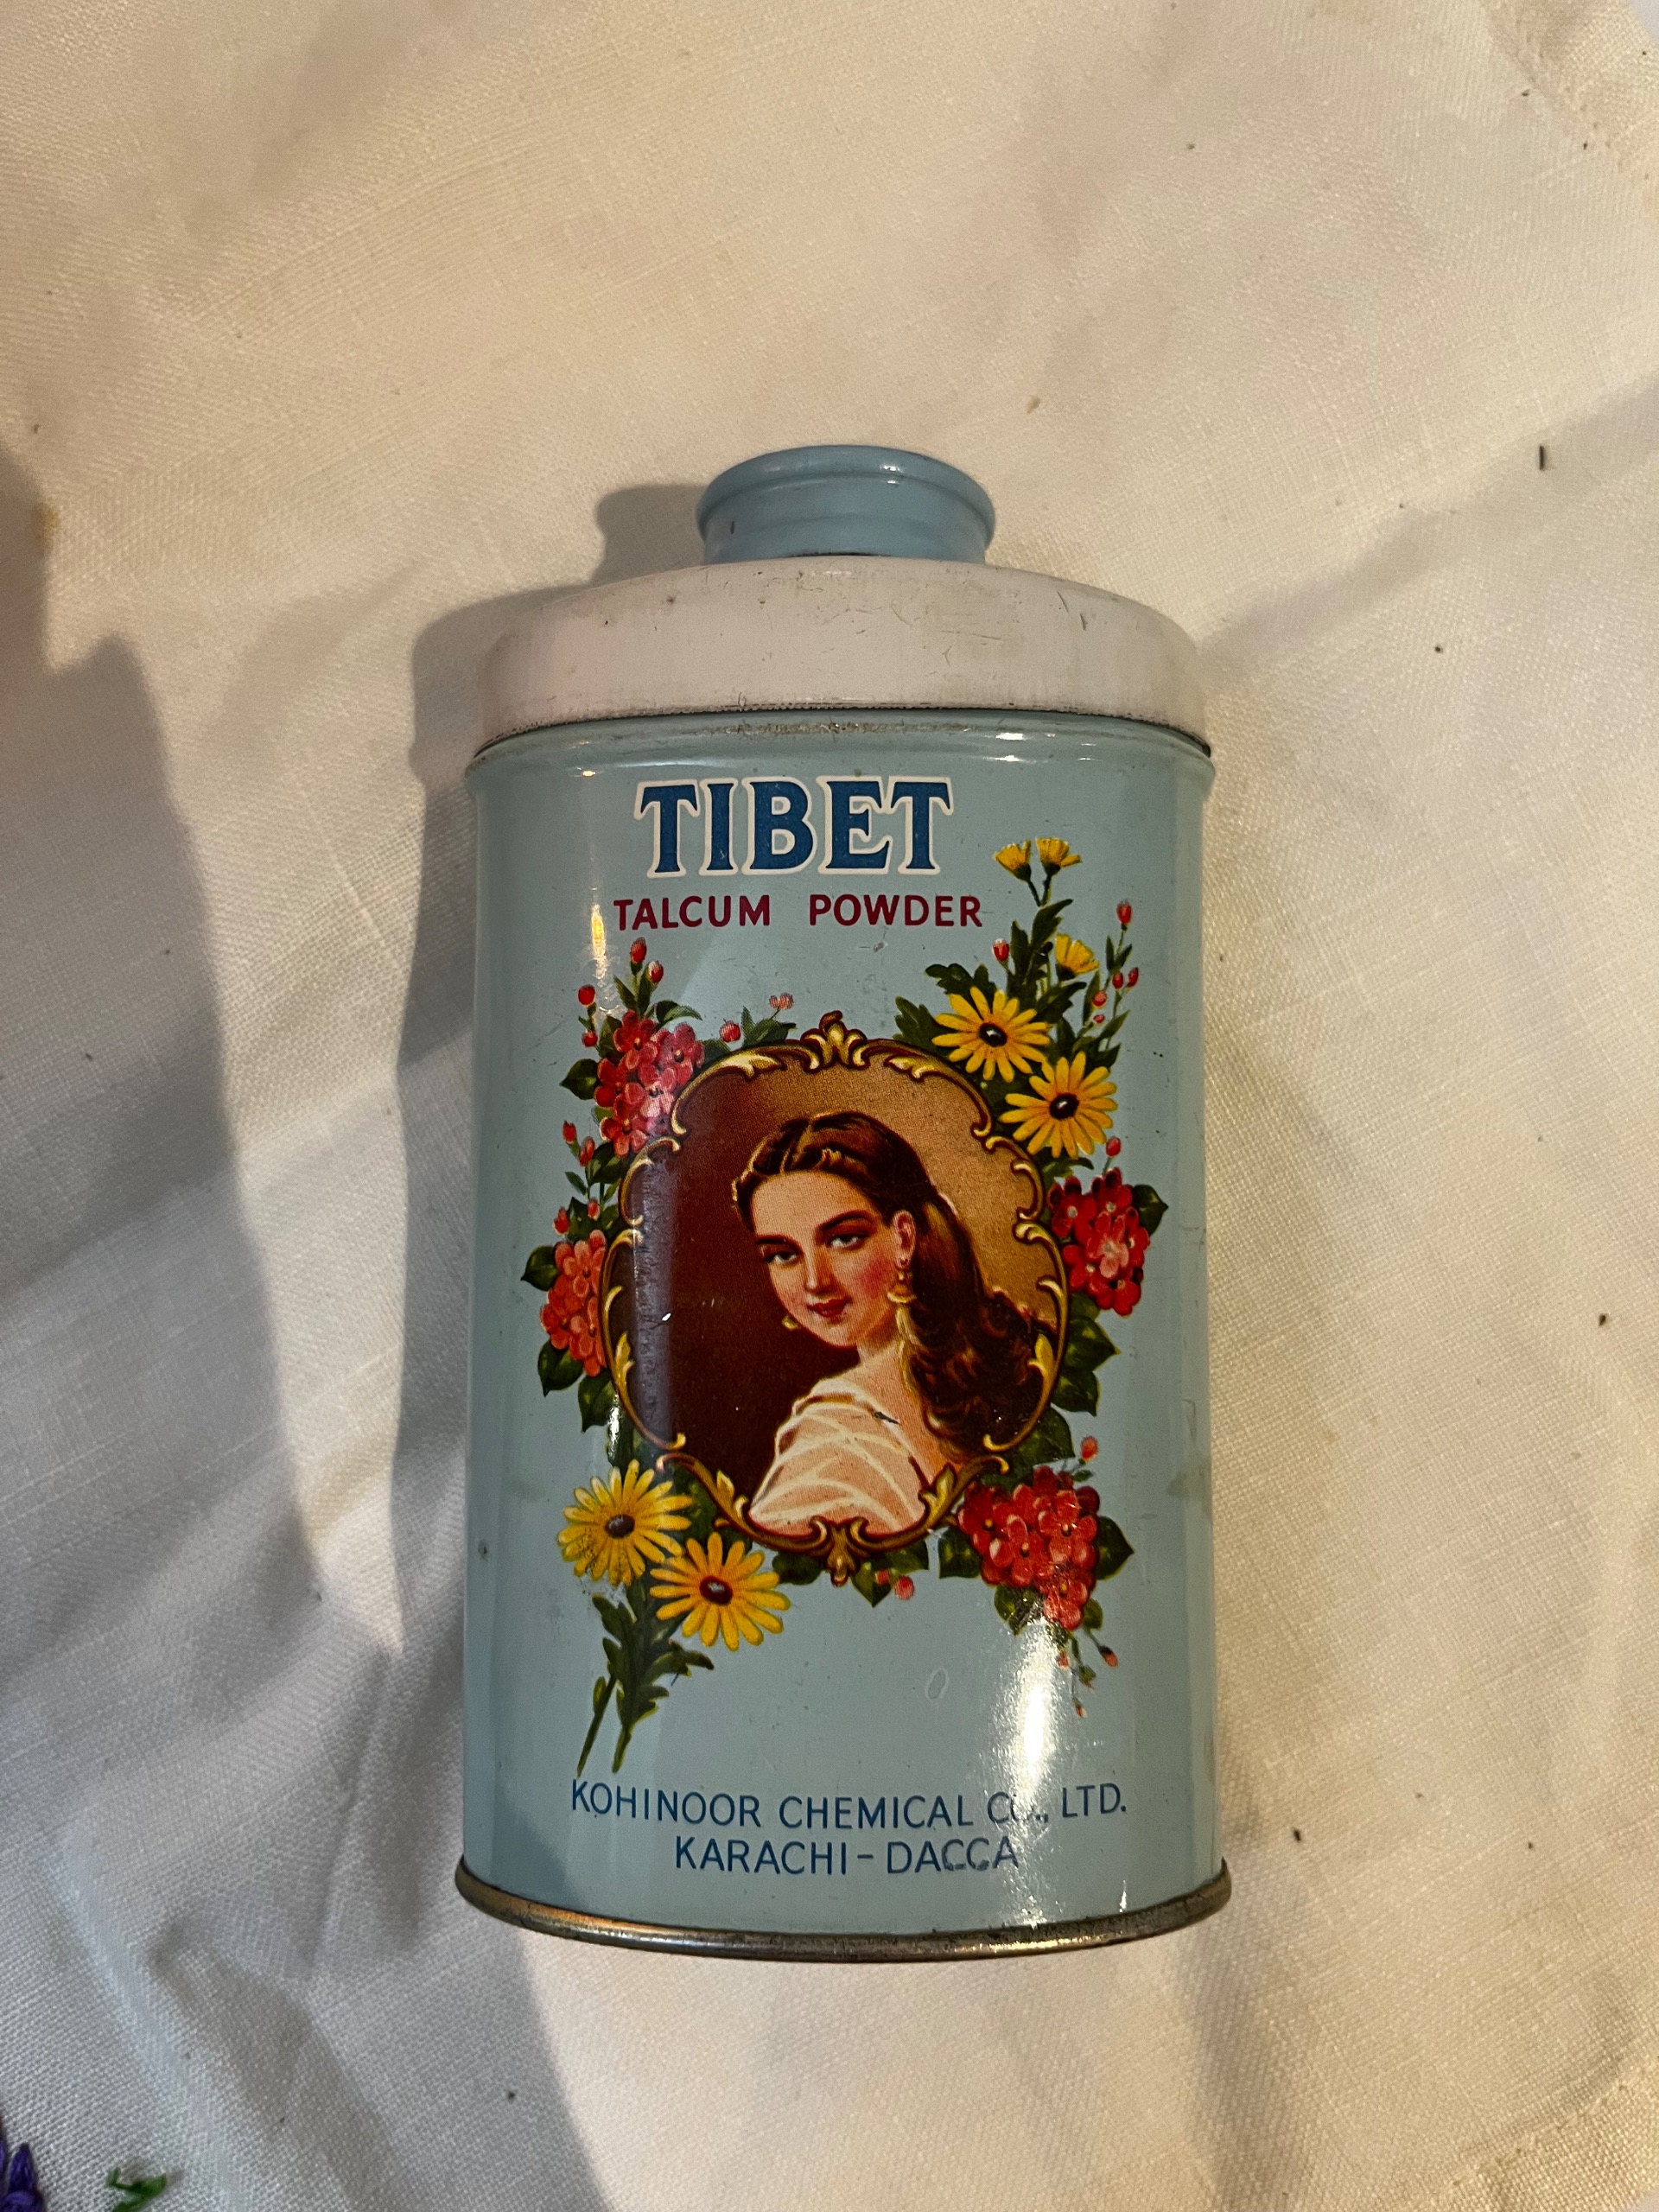 TIBET
TALCUM POWDER
KOHINOOR CHEMICAL CO., LTD.
KARACHI-DACCA